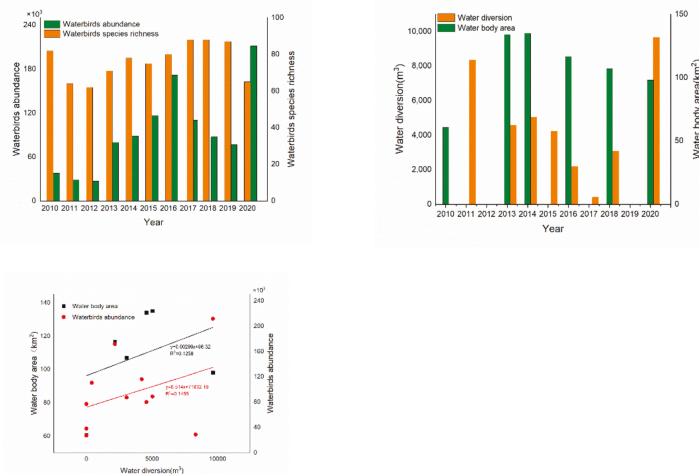 ×10³
Waterbirds abundance
Waterbirds species richness
240
180
120
60
0
Waterbirds abundance
100
80
60
40
20
0
Waterbirds species richness
2010 2011 2012 2013 2014 2015 2016 2017 2018 2019 2020
Year
Water diversion
Water body area
10,000
8,000
6,000
4,000
2,000
0
Water diversion(m³)
150
100
50
0
Water body area(km²)
2010 2011 2012 2013 2014 2015 2016 2017 2018 2019 2020
Year
×10³
Water body area
Waterbirds abundance
140
120
100
80
60
Water body area (km²)
240
200
160
120
80
40
0
Waterbirds abundance
R²=0.1258
0 5000 10000
Water diversion(m³)